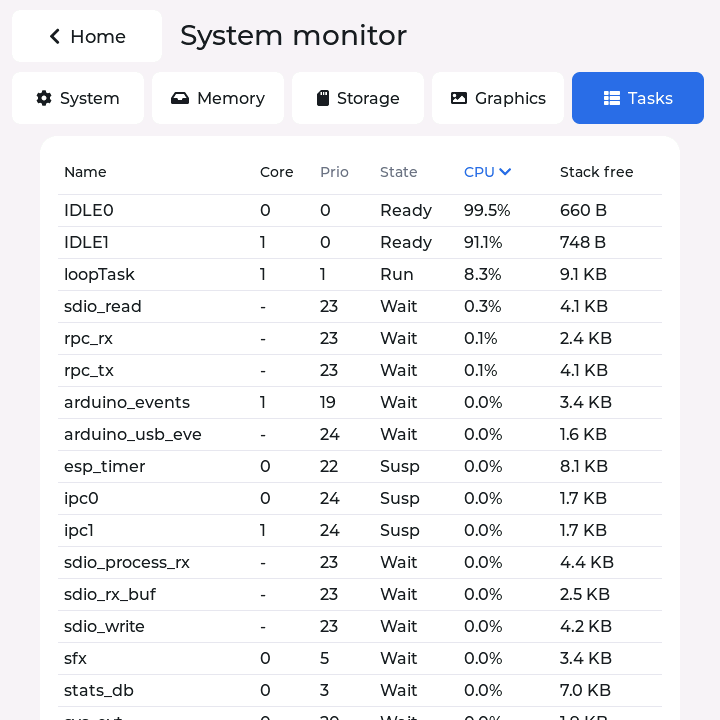 Home System monitor
System Memory Storage Graphics Tasks
Name Core Prio State CPU Stack free
IDLE0 0 0 Ready 99.5% 660 B
IDLE1 1 0 Ready 91.1% 748 B
loopTask 1 1 Run 8.3% 9.1 KB
sdio_read - 23 Wait 0.3% 4.1 KB
rpc_rx - 23 Wait 0.1% 2.4 KB
rpc_tx - 23 Wait 0.1% 4.1 KB
arduino_events 1 19 Wait 0.0% 3.4 KB
arduino_usb_eve - 24 Wait 0.0% 1.6 KB
esp_timer 0 22 Susp 0.0% 8.1 KB
ipc0 0 24 Susp 0.0% 1.7 KB
ipc1 1 24 Susp 0.0% 1.7 KB
sdio_process_rx - 23 Wait 0.0% 4.4 KB
sdio_rx_buf - 23 Wait 0.0% 2.5 KB
sdio_write - 23 Wait 0.0% 4.2 KB
sfx 0 5 Wait 0.0% 3.4 KB
stats_db 0 3 Wait 0.0% 7.0 KB